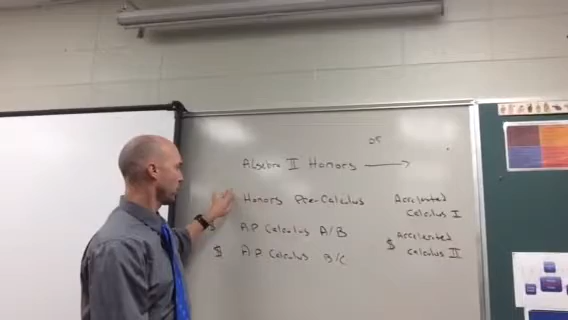 or
Algebra II Honors →
Honors Pre-Calculus
AP Calculus A/B
$ AP Calculus B/C
Accelerated
Calculus I
$ Accelerated
Calculus II